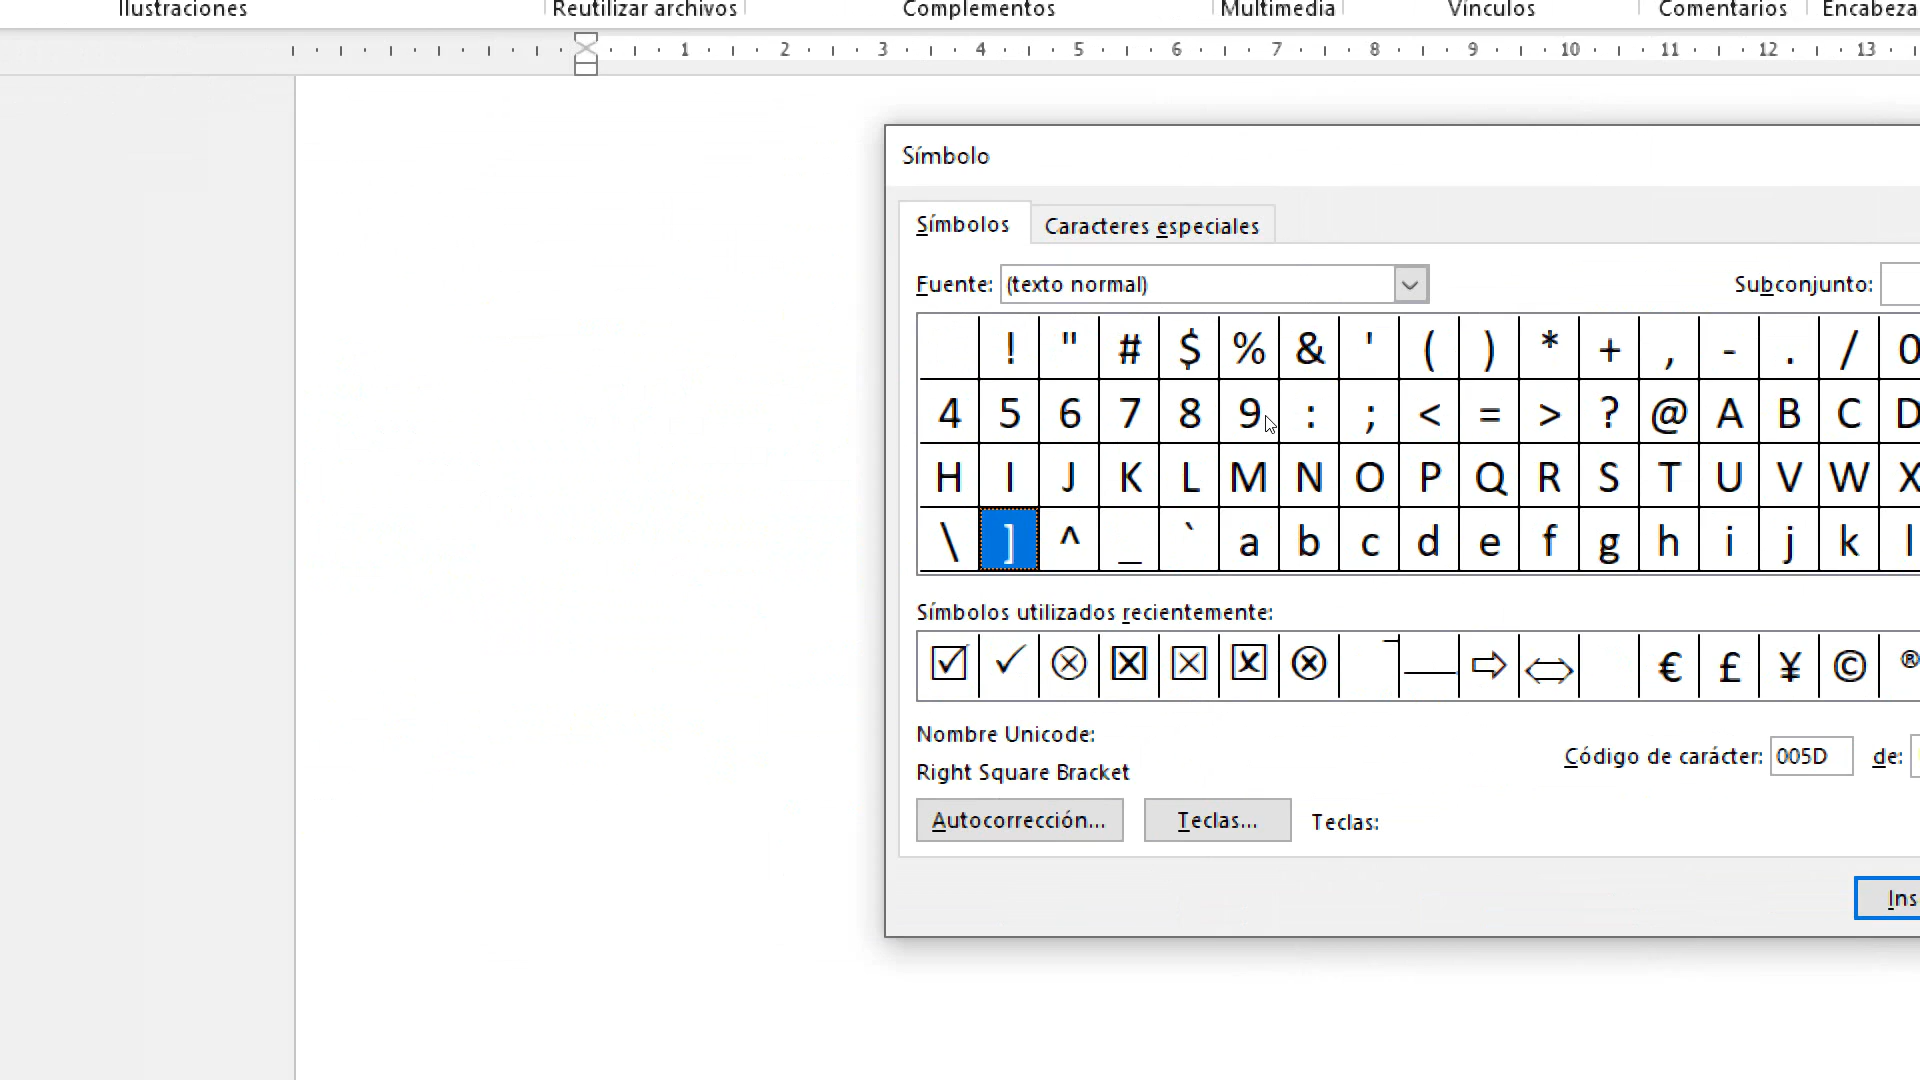 Ilustraciones Reutilizar archivos Complementos Multimedia Vínculos Comentarios Encabeza
1 2 3 4 5 6 7 8 9 10 11 12 13
Símbolo
Símbolos Caracteres especiales
Fuente: (texto normal) Subconjunto:
! " # $ % & ' ( ) * + , - . / 0
4 5 6 7 8 9 : ; < = > ? @ A B C D
H I J K L M N O P Q R S T U V W X
\ ] ^ _ ` a b c d e f g h i j k l
Símbolos utilizados recientemente:
☑ ✓ ⊗ ☒ ☒ ☒ ⊗ ¯ _ ⇨ ⬄ € £ ¥ © ®
Nombre Unicode:
Right Square Bracket
Código de carácter: 005D de:
Autocorrección... Teclas... Teclas:
Ins